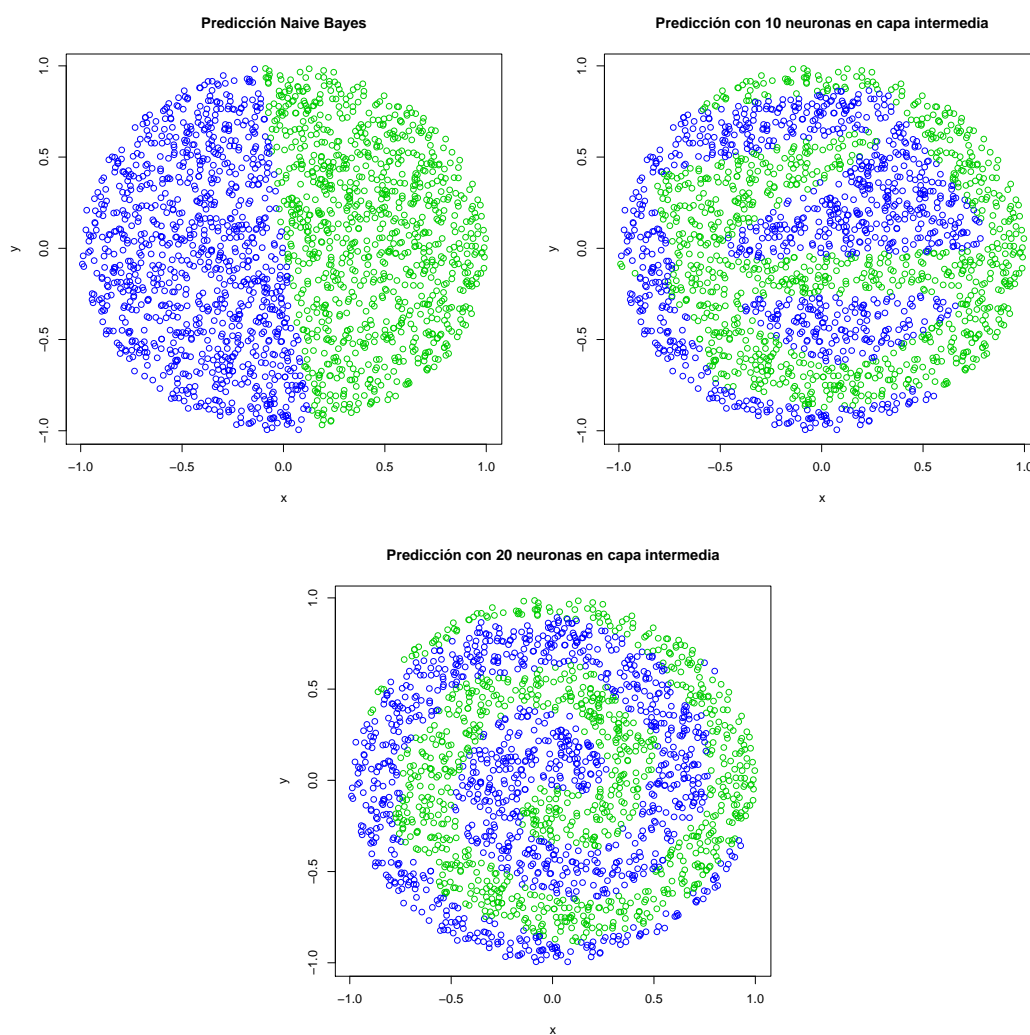 Predicción Naive Bayes
y
1.0
0.5
0.0
−0.5
−1.0
−1.0 −0.5 0.0 0.5 1.0
x
Predicción con 10 neuronas en capa intermedia
y
1.0
0.5
0.0
−0.5
−1.0
−1.0 −0.5 0.0 0.5 1.0
x
Predicción con 20 neuronas en capa intermedia
y
1.0
0.5
0.0
−0.5
−1.0
−1.0 −0.5 0.0 0.5 1.0
x